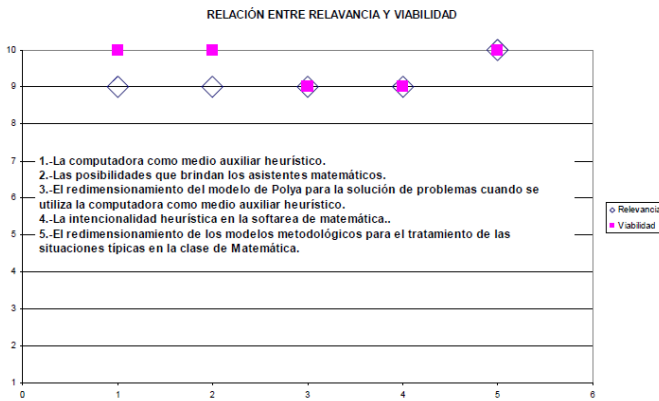 RELACIÓN ENTRE RELAVANCIA Y VIABILIDAD
10
9
8
7
6
5
4
3
2
1
1.-La computadora como medio auxiliar heurístico.
2.-Las posibilidades que brindan los asistentes matemáticos.
3.-El redimensionamiento del modelo de Polya para la solución de problemas cuando se
utiliza la computadora como medio auxiliar heurístico.
4.-La intencionalidad heurística en la softarea de matemática..
5.-El redimensionamiento de los modelos metodológicos para el tratamiento de las
situaciones típicas en la clase de Matemática.
Relevancia
Viabilidad
0 1 2 3 4 5 6